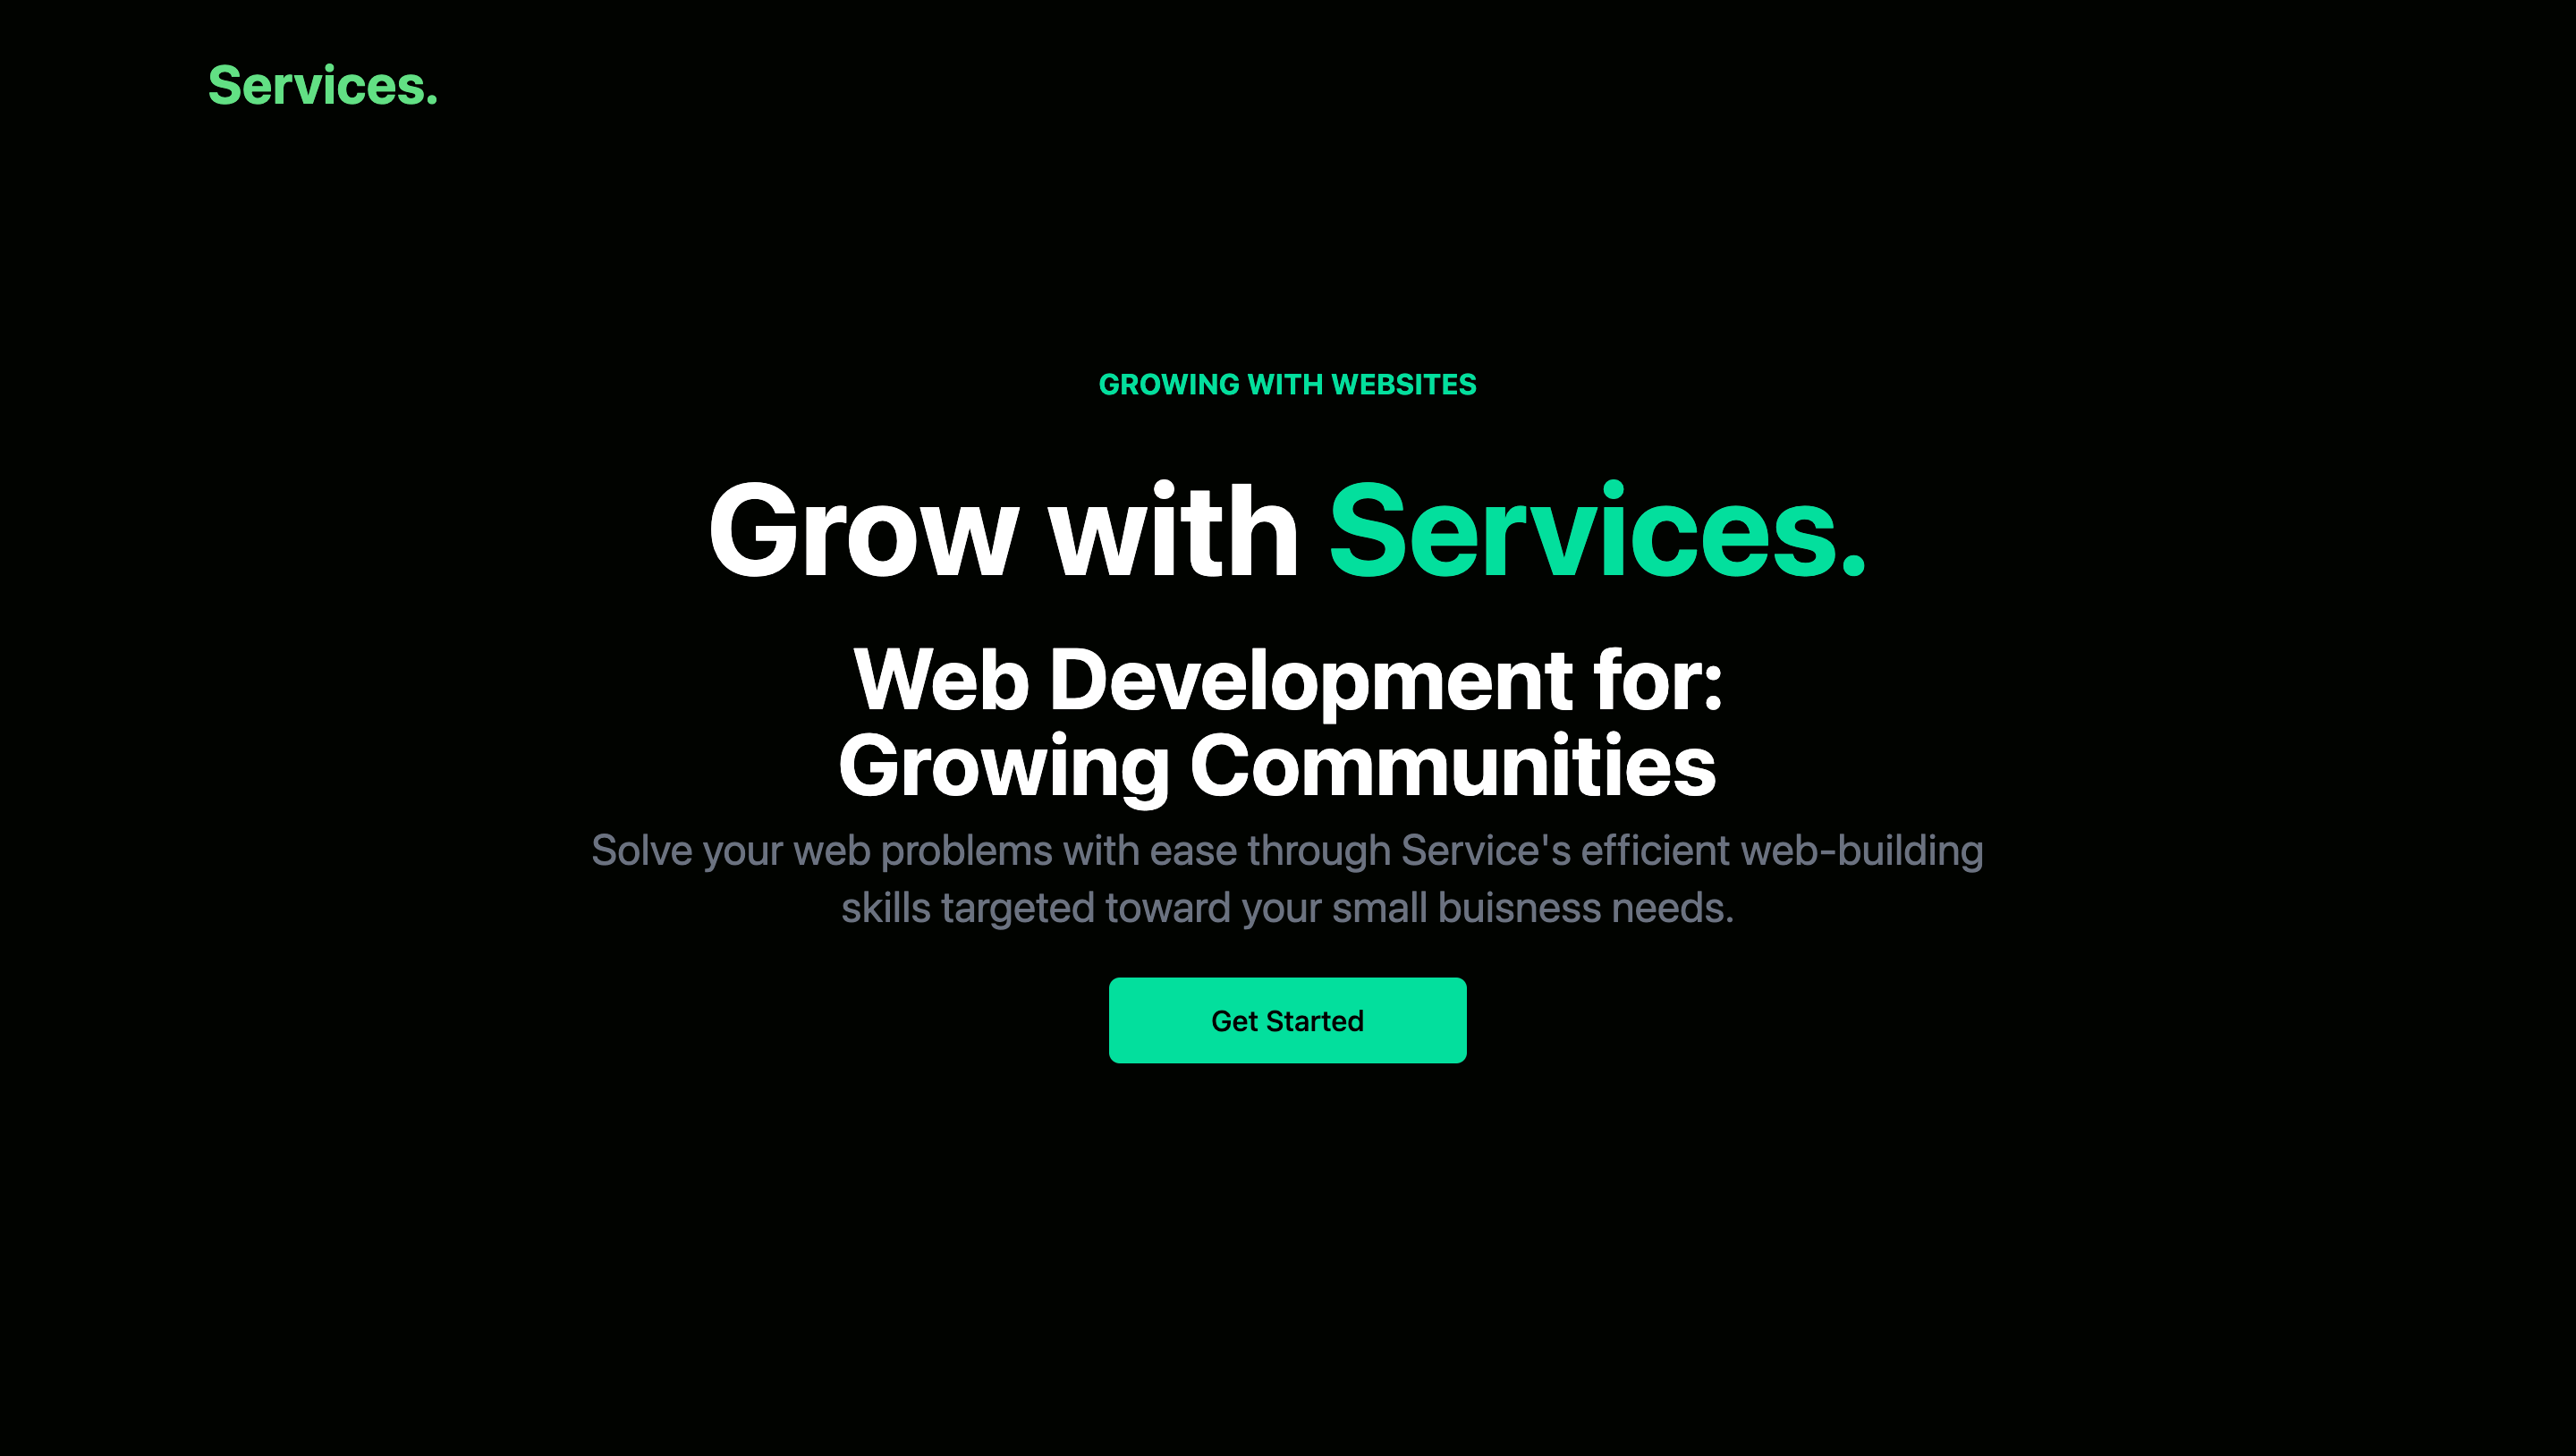 Services.
GROWING WITH WEBSITES
Grow with Services.
Web Development for:
Growing Communities
Solve your web problems with ease through Service's efficient web-building
skills targeted toward your small buisness needs.
Get Started